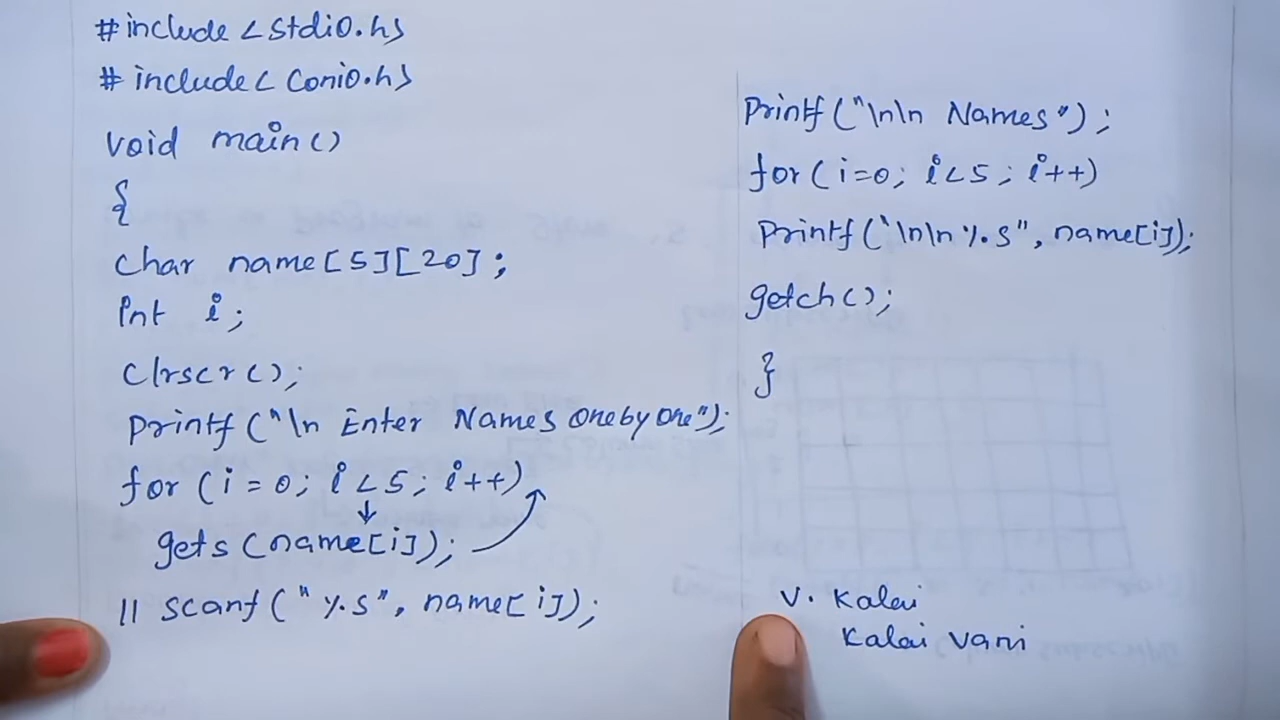 #include <stdio.h>
# include < conio.h>
void main()
{
char name[5][20];
int i;
clrscr();
Printf("\n Enter Names one by one");
for (i = 0; i < 5; i++)
gets (name[i]);
|| scanf("%s", name[i]);
Printf("\n\n Names");
for (i=0; i<5; i++)
Printf("\n\n%s", name[i]);
getch();
}
V. Kalai
Kalai Vani